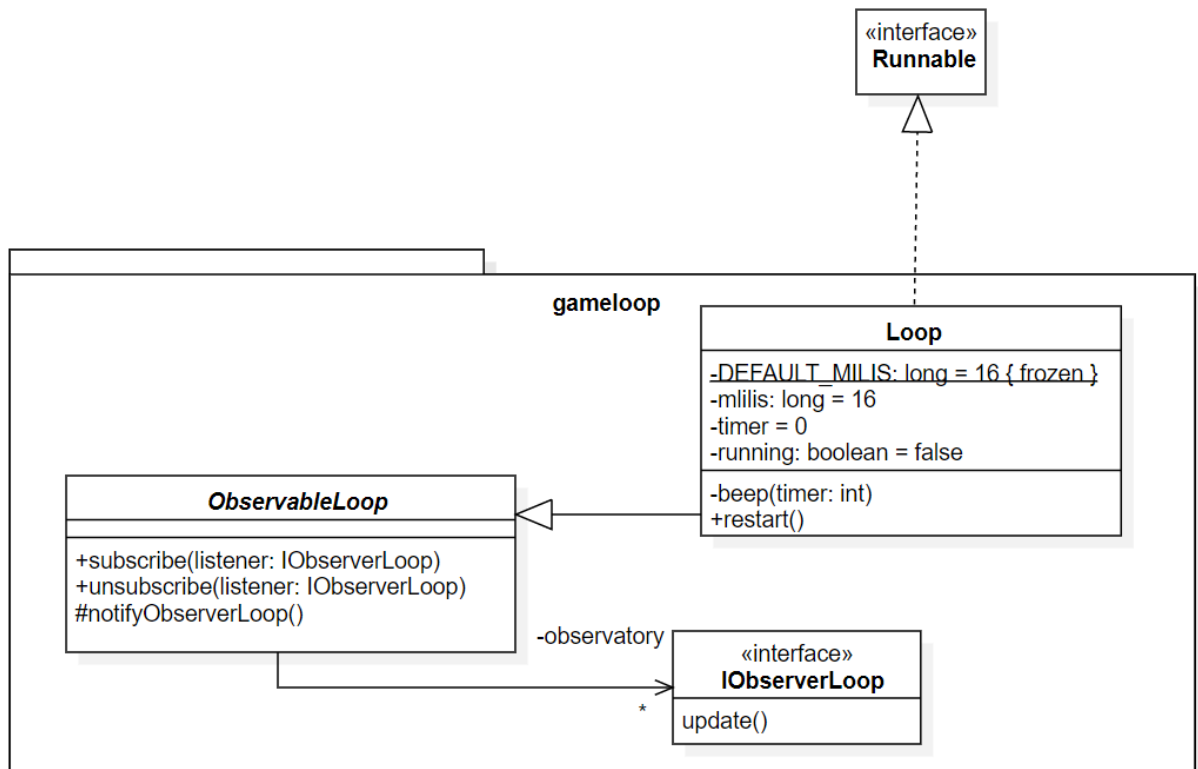 «interface»
Runnable
gameloop
Loop
-DEFAULT_MILIS: long = 16 { frozen }
-mlilis: long = 16
-timer = 0
-running: boolean = false
-beep(timer: int)
+restart()
ObservableLoop
+subscribe(listener: IObserverLoop)
+unsubscribe(listener: IObserverLoop)
#notifyObserverLoop()
-observatory
*
«interface»
IObserverLoop
update()